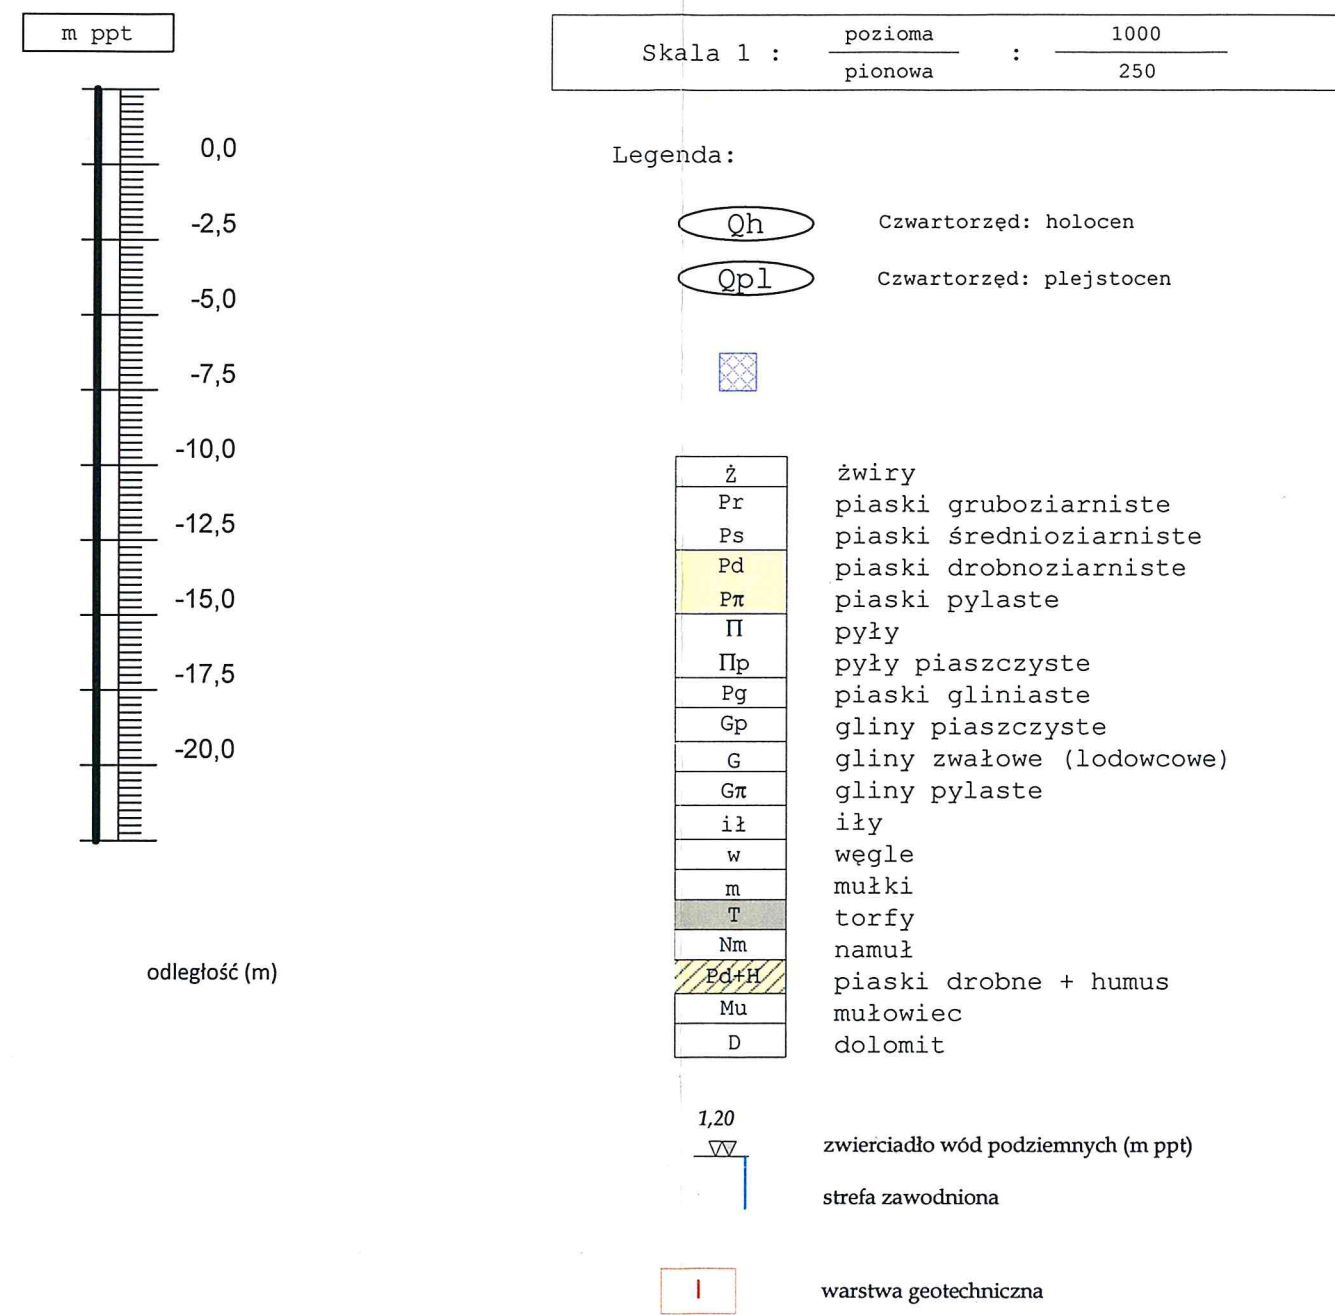 m ppt
Skala 1 : pozioma : 1000
pionowa 250
0,0
-2,5
-5,0
-7,5
-10,0
-12,5
-15,0
-17,5
-20,0
odległość (m)
Legenda:
Qh Czwartorzęd: holocen
Qpl Czwartorzęd: plejstocen
Ż żwiry
Pr piaski gruboziarniste
Ps piaski średnioziarniste
Pd piaski drobnoziarniste
Pπ piaski pylaste
Π pyły
Πp pyły piaszczyste
Pg piaski gliniaste
Gp gliny piaszczyste
G gliny zwałowe (lodowcowe)
Gπ gliny pylaste
ił iły
w węgle
m mułki
T torfy
Nm namuł
Pd+H piaski drobne + humus
Mu mułowiec
D dolomit
1,20
zwierciadło wód podziemnych (m ppt)
strefa zawodniona
I warstwa geotechniczna